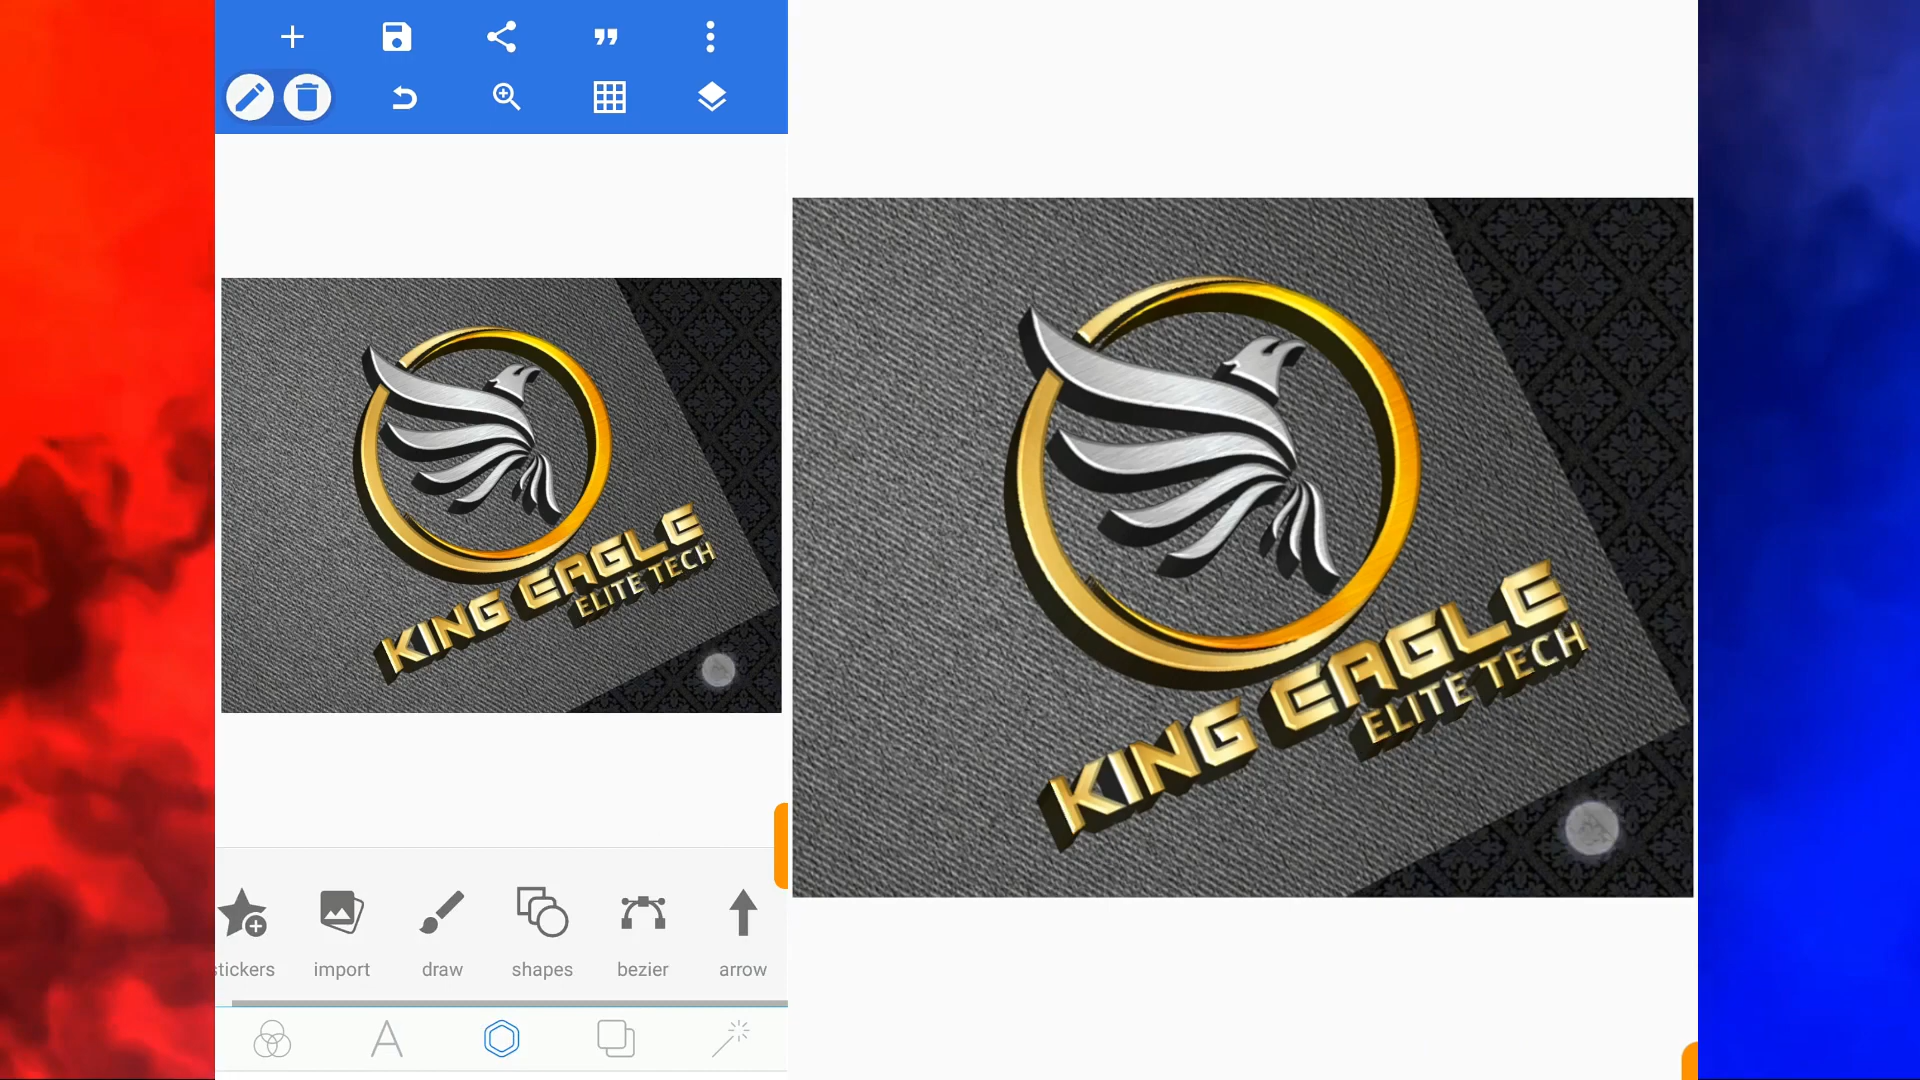 KING EAGLE
ELITE TECH
KING EAGLE
ELITE TECH
stickers
import
draw
shapes
bezier
arrow